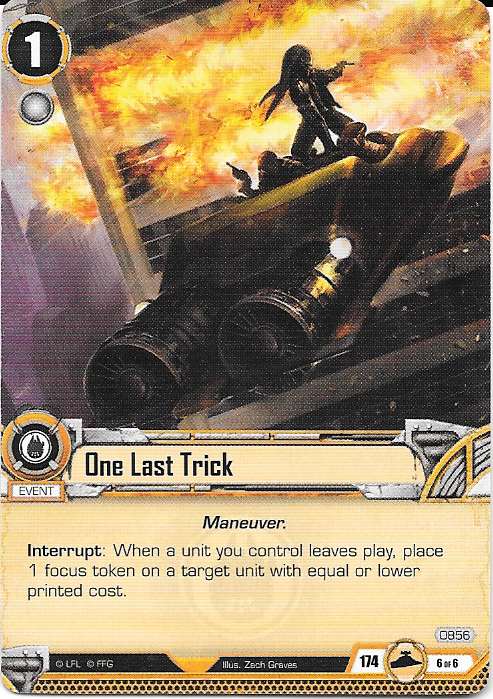 1
One Last Trick
EVENT
Maneuver.
Interrupt: When a unit you control leaves play, place
1 focus token on a target unit with equal or lower
printed cost.
0856
© LFL © FFG
Illus. Zach Graves
174
6 OF 6